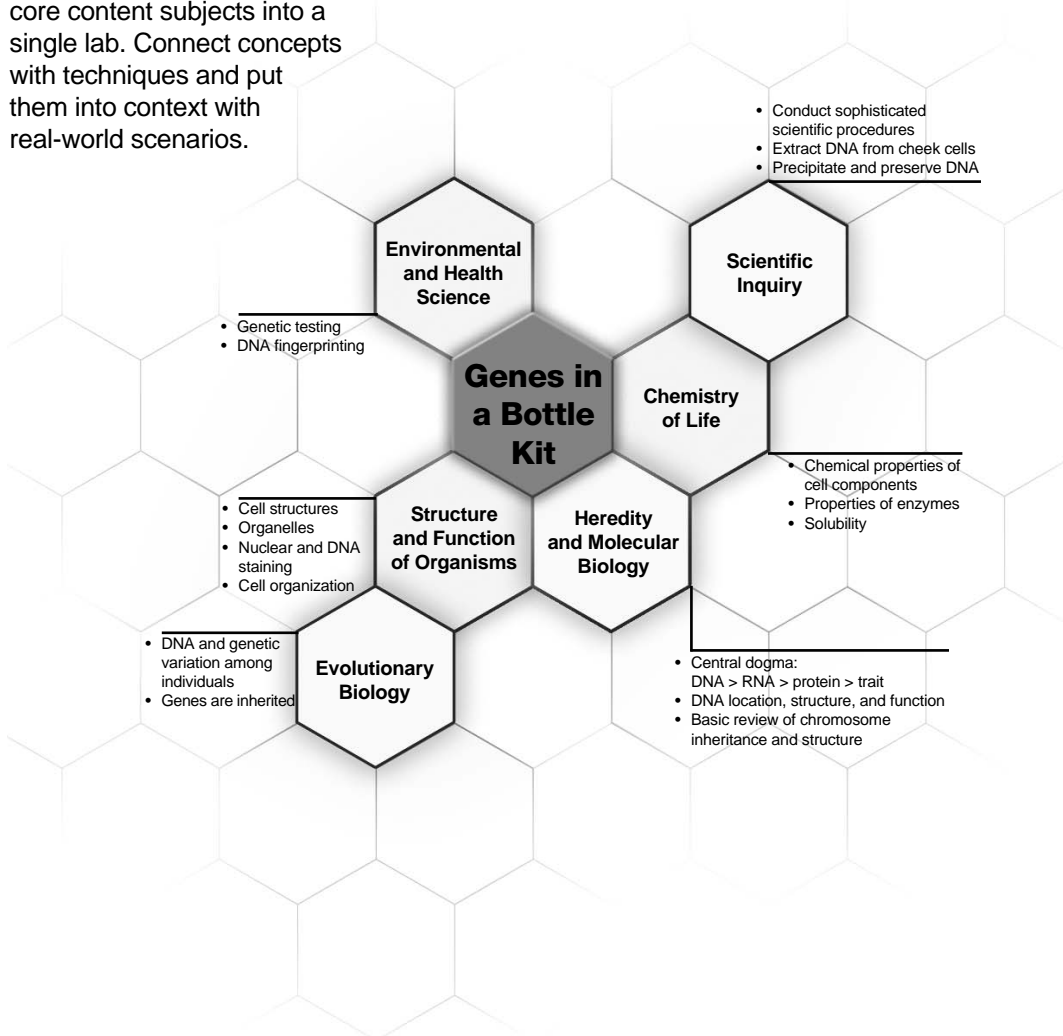 core content subjects into a
single lab. Connect concepts
with techniques and put
them into context with
real-world scenarios.
• Conduct sophisticated
scientific procedures
• Extract DNA from cheek cells
• Precipitate and preserve DNA
Environmental
and Health
Science
Scientific
Inquiry
• Genetic testing
• DNA fingerprinting
Genes in
a Bottle
Kit
Chemistry
of Life
• Chemical properties of
cell components
• Properties of enzymes
• Solubility
• Cell structures
• Organelles
• Nuclear and DNA
staining
• Cell organization
Structure
and Function
of Organisms
Heredity
and Molecular
Biology
• DNA and genetic
variation among
individuals
• Genes are inherited
Evolutionary
Biology
• Central dogma:
DNA > RNA > protein > trait
• DNA location, structure, and function
• Basic review of chromosome
inheritance and structure